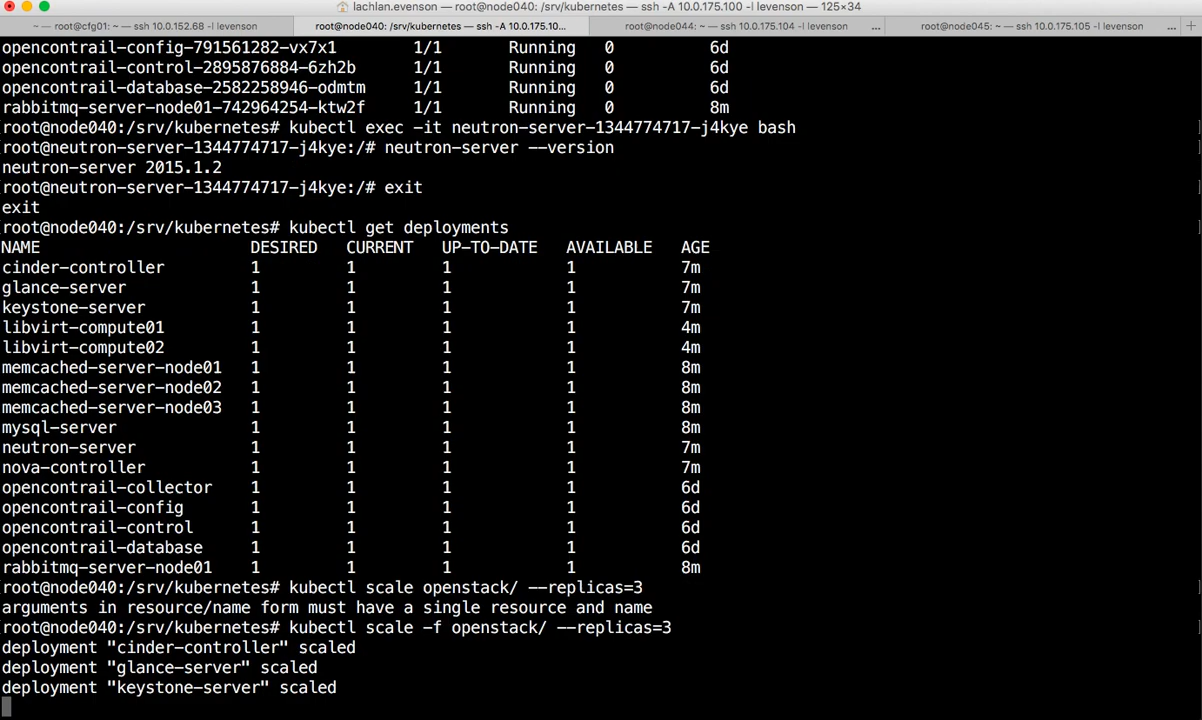 lachlan.evenson — root@node040: /srv/kubernetes — ssh -A 10.0.175.100 -l levenson — 125×34
~ — root@cfg01: ~ — ssh 10.0.152.68 -l levenson
root@node040: /srv/kubernetes — ssh -A 10.0.175.10...
root@node044: ~ — ssh 10.0.175.104 -l levenson ...
root@node045: ~ — ssh 10.0.175.105 -l levenson ... +
opencontrail-config-791561282-vx7x1 1/1 Running 0 6d
opencontrail-control-2895876884-6zh2b 1/1 Running 0 6d
opencontrail-database-2582258946-odmtm 1/1 Running 0 6d
rabbitmq-server-node01-742964254-ktw2f 1/1 Running 0 8m
[root@node040:/srv/kubernetes# kubectl exec -it neutron-server-1344774717-j4kye bash ]
[root@neutron-server-1344774717-j4kye:/# neutron-server --version ]
neutron-server 2015.1.2
[root@neutron-server-1344774717-j4kye:/# exit ]
exit
[root@node040:/srv/kubernetes# kubectl get deployments ]
NAME DESIRED CURRENT UP-TO-DATE AVAILABLE AGE
cinder-controller 1 1 1 1 7m
glance-server 1 1 1 1 7m
keystone-server 1 1 1 1 7m
libvirt-compute01 1 1 1 1 4m
libvirt-compute02 1 1 1 1 4m
memcached-server-node01 1 1 1 1 8m
memcached-server-node02 1 1 1 1 8m
memcached-server-node03 1 1 1 1 8m
mysql-server 1 1 1 1 8m
neutron-server 1 1 1 1 7m
nova-controller 1 1 1 1 7m
opencontrail-collector 1 1 1 1 6d
opencontrail-config 1 1 1 1 6d
opencontrail-control 1 1 1 1 6d
opencontrail-database 1 1 1 1 6d
rabbitmq-server-node01 1 1 1 1 8m
[root@node040:/srv/kubernetes# kubectl scale openstack/ --replicas=3 ]
arguments in resource/name form must have a single resource and name
[root@node040:/srv/kubernetes# kubectl scale -f openstack/ --replicas=3 ]
deployment "cinder-controller" scaled
deployment "glance-server" scaled
deployment "keystone-server" scaled